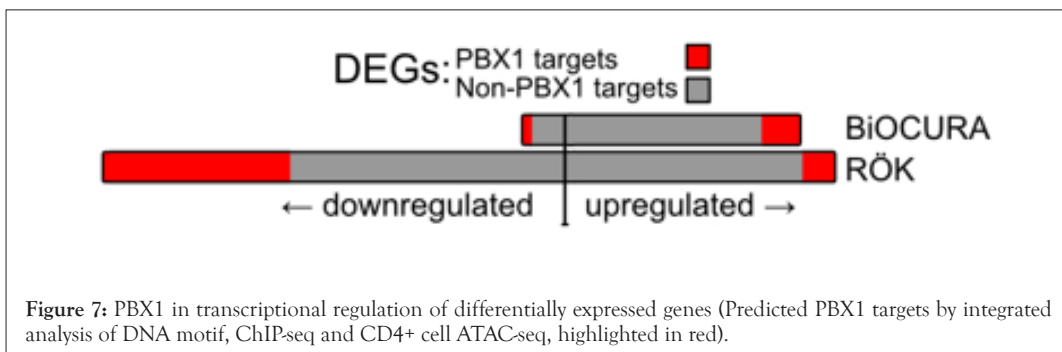 DEGs: PBX1 targets
Non-PBX1 targets
BiOCURA
RÖK
← downregulated upregulated →
Figure 7: PBX1 in transcriptional regulation of differentially expressed genes (Predicted PBX1 targets by integrated
analysis of DNA motif, ChIP-seq and CD4+ cell ATAC-seq, highlighted in red).